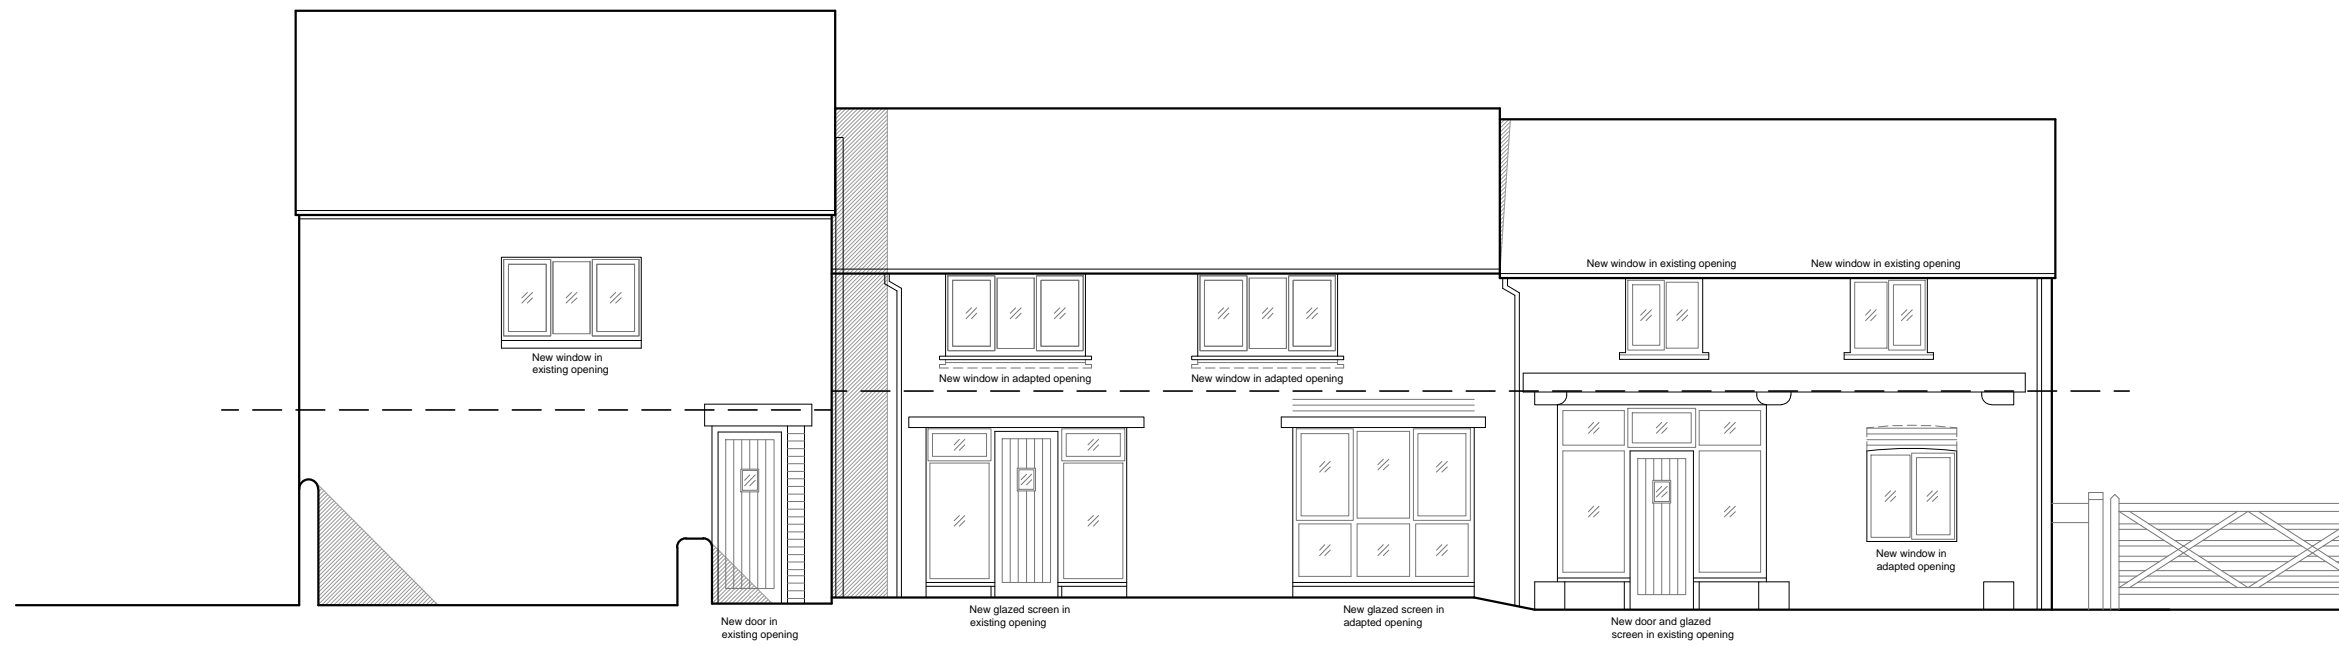 New window in existing opening
New window in existing opening
New window in
existing opening
New window in adapted opening
New window in adapted opening
New window in
adapted opening
New glazed screen in
existing opening
New glazed screen in
adapted opening
New door in
existing opening
New door and glazed
screen in existing opening